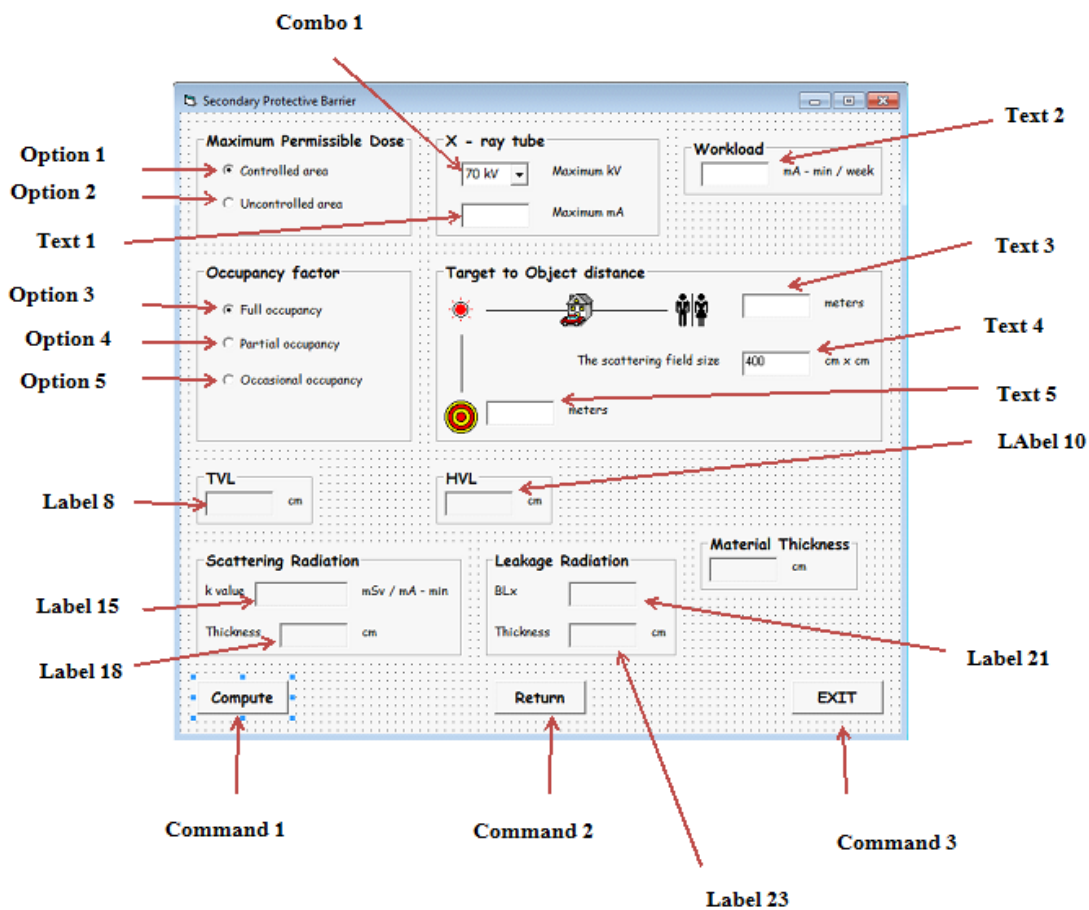 Combo 1
Secondary Protective Barrier
Text 2
Maximum Permissible Dose
X - ray tube
Workload
Option 1
Controlled area
70 kV
Maximum kV
mA - min / week
Option 2
Uncontrolled area
Maximum mA
Text 1
Text 3
Occupancy factor
Target to Object distance
Option 3
Full occupancy
meters
Text 4
Option 4
Partial occupancy
The scattering field size
400
cm x cm
Option 5
Occasional occupancy
Text 5
meters
LAbel 10
TVL
HVL
Label 8
cm
cm
Material Thickness
cm
Scattering Radiation
Leakage Radiation
k value
mSv / mA - min
BLx
Label 15
Thickness
cm
Thickness
cm
Label 21
Label 18
Compute
Return
EXIT
Command 1
Command 2
Command 3
Label 23